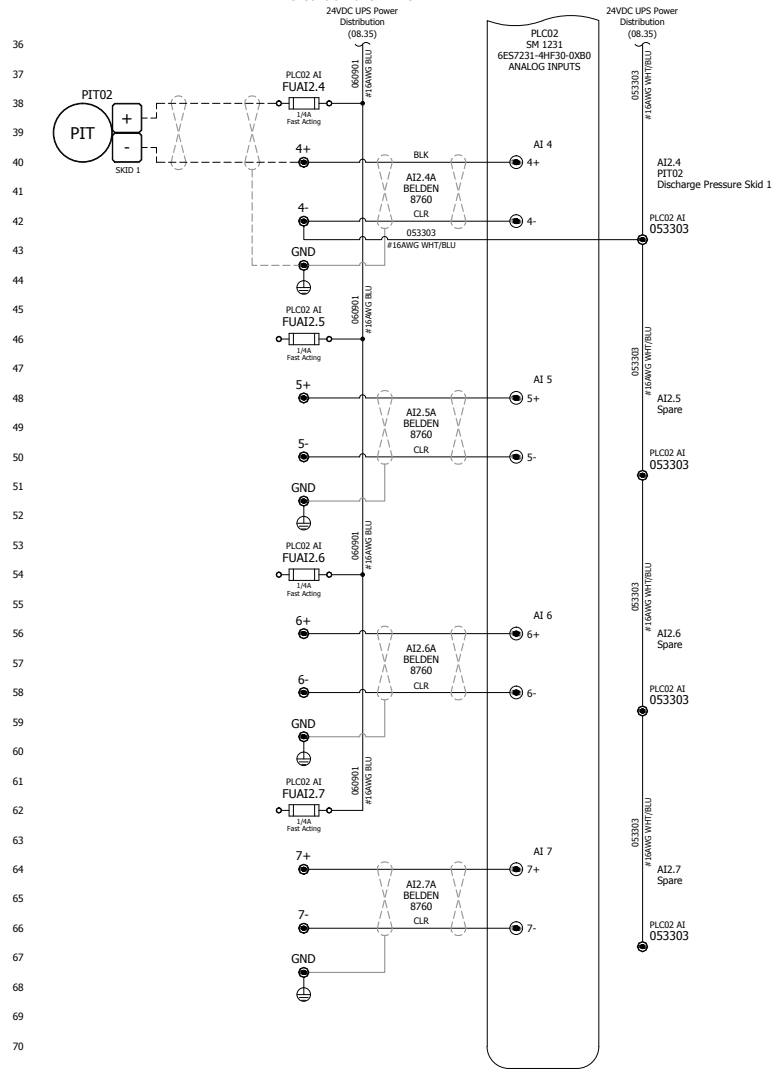 24VDC UPS Power
Distribution
(08.35)
PLC02
SM 1231
6ES7231-4HF30-0XB0
ANALOG INPUTS
24VDC UPS Power
Distribution
(08.35)
36
37
060901
#16AWG BLU
053303
#16AWG WHT/BLU
PIT02
PLC02 AI
FUAI2.4
38
1/4A
Fast Acting
PIT
+
-
SKID 1
39
40
4+
BLK
AI 4
4+
AI2.4
PIT02
Discharge Pressure Skid 1
41
AI2.4A
BELDEN
8760
42
4-
CLR
4-
PLC02 AI
053303
053303
#16AWG WHT/BLU
43
GND
44
45
060901
#16AWG BLU
PLC02 AI
FUAI2.5
46
1/4A
Fast Acting
053303
#16AWG WHT/BLU
47
48
5+
AI 5
5+
AI2.5
Spare
49
AI2.5A
BELDEN
8760
50
5-
CLR
5-
PLC02 AI
053303
51
GND
52
53
060901
#16AWG BLU
PLC02 AI
FUAI2.6
54
1/4A
Fast Acting
053303
#16AWG WHT/BLU
55
56
6+
AI 6
6+
AI2.6
Spare
57
AI2.6A
BELDEN
8760
58
6-
CLR
6-
PLC02 AI
053303
59
GND
60
61
060901
#16AWG BLU
PLC02 AI
FUAI2.7
62
1/4A
Fast Acting
053303
#16AWG WHT/BLU
63
64
7+
AI 7
7+
AI2.7
Spare
65
AI2.7A
BELDEN
8760
66
7-
CLR
7-
PLC02 AI
053303
67
GND
68
69
70